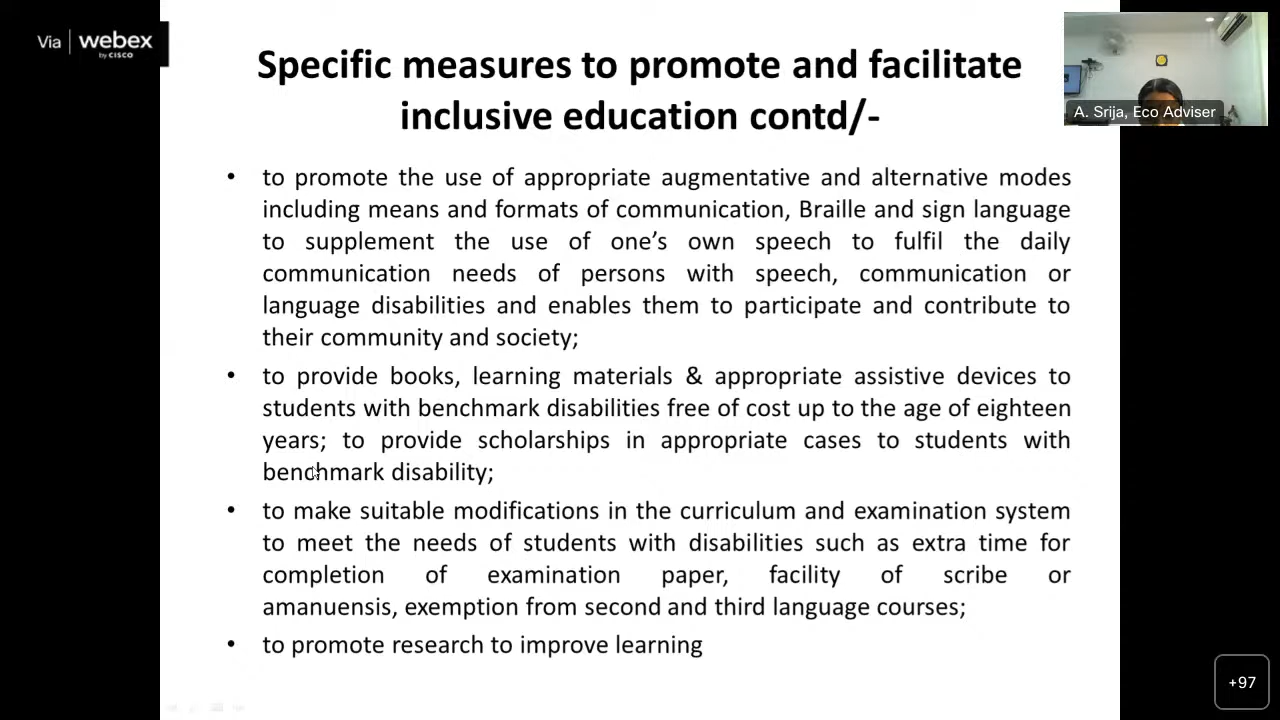 Via | webex
by CISCO
Specific measures to promote and facilitate
inclusive education contd/-
A. Srija, Eco Adviser
• to promote the use of appropriate augmentative and alternative modes
including means and formats of communication, Braille and sign language
to supplement the use of one’s own speech to fulfil the daily
communication needs of persons with speech, communication or
language disabilities and enables them to participate and contribute to
their community and society;
• to provide books, learning materials & appropriate assistive devices to
students with benchmark disabilities free of cost up to the age of eighteen
years; to provide scholarships in appropriate cases to students with
benchmark disability;
• to make suitable modifications in the curriculum and examination system
to meet the needs of students with disabilities such as extra time for
completion of examination paper, facility of scribe or
amanuensis, exemption from second and third language courses;
• to promote research to improve learning
+97